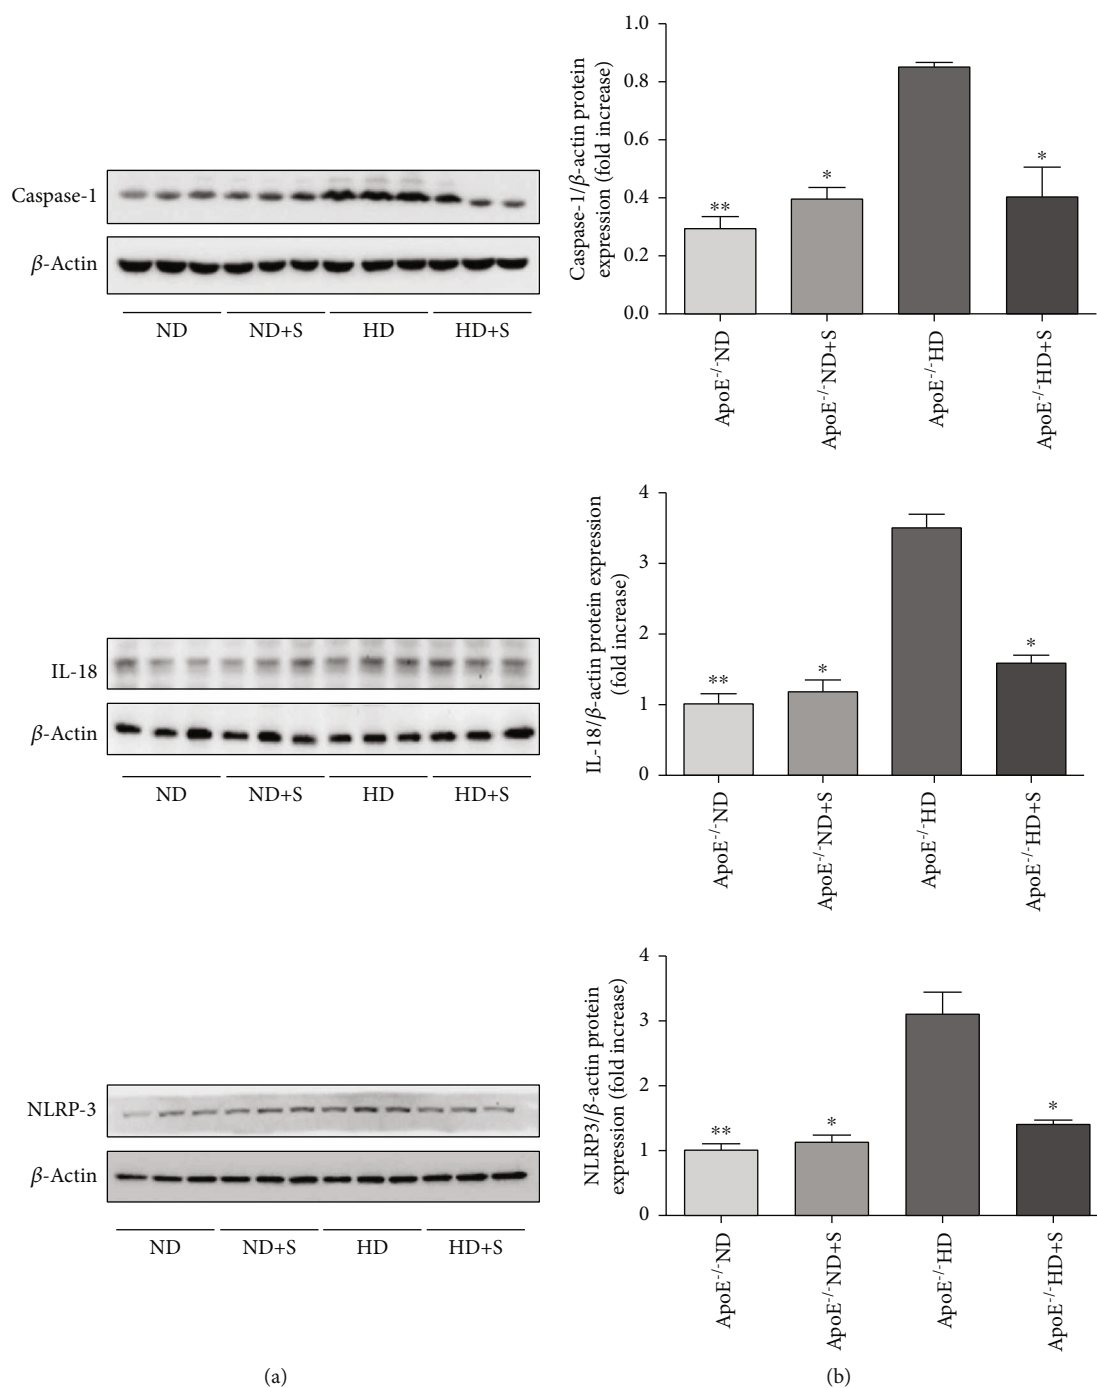 Caspase-1
β-Actin
ND ND+S HD HD+S
Caspase-1/β-actin protein
expression (fold increase)
1.0
0.8
0.6
0.4
0.2
0.0
** * *
ApoE-/-ND ApoE-/-ND+S ApoE-/-HD ApoE-/-HD+S
IL-18
β-Actin
ND ND+S HD HD+S
IL-18/β-actin protein expression
(fold increase)
4
3
2
1
0
** * *
ApoE-/-ND ApoE-/-ND+S ApoE-/-HD ApoE-/-HD+S
NLRP-3
β-Actin
ND ND+S HD HD+S
NLRP3/β-actin protein
expression (fold increase)
4
3
2
1
0
** * *
ApoE-/-ND ApoE-/-ND+S ApoE-/-HD ApoE-/-HD+S
(a) (b)